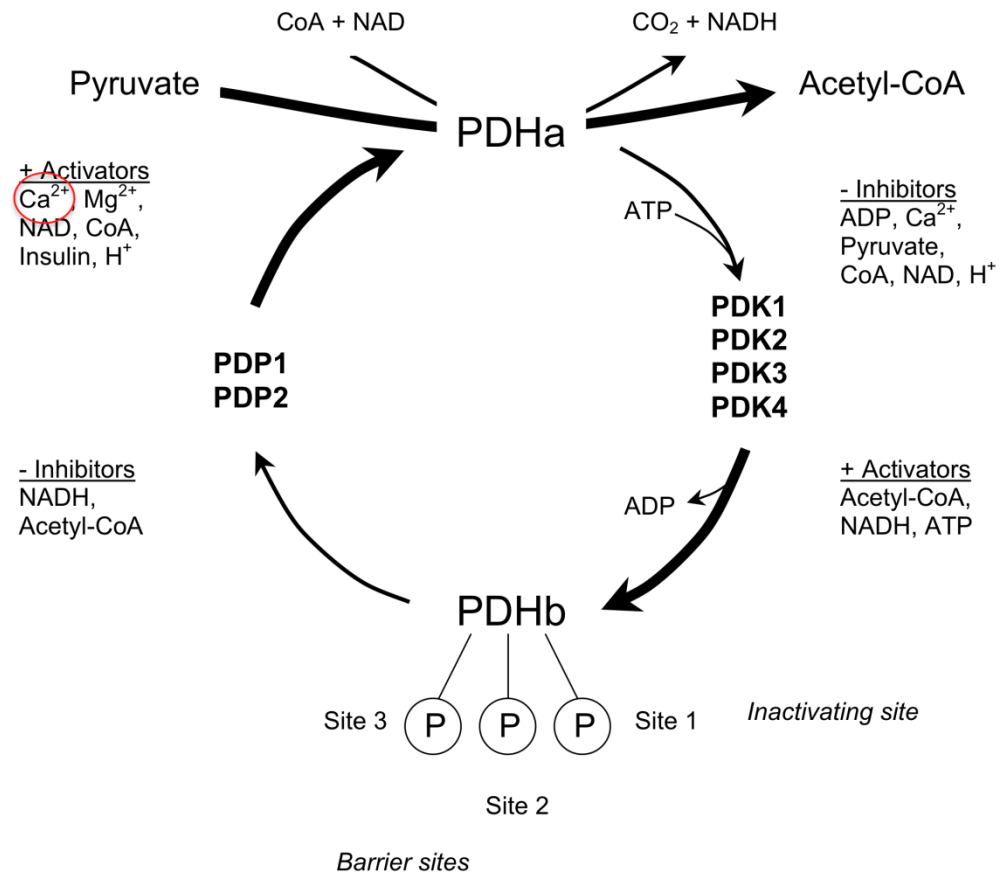 CoA + NAD
CO₂ + NADH
Pyruvate
Acetyl-CoA
PDHa
+ Activators
Ca²⁺, Mg²⁺,
NAD, CoA,
Insulin, H⁺
ATP
- Inhibitors
ADP, Ca²⁺,
Pyruvate,
CoA, NAD, H⁺
PDK1
PDK2
PDK3
PDK4
PDP1
PDP2
- Inhibitors
NADH,
Acetyl-CoA
ADP
+ Activators
Acetyl-CoA,
NADH, ATP
PDHb
Site 3
P
P
P
Site 1
Inactivating site
Site 2
Barrier sites